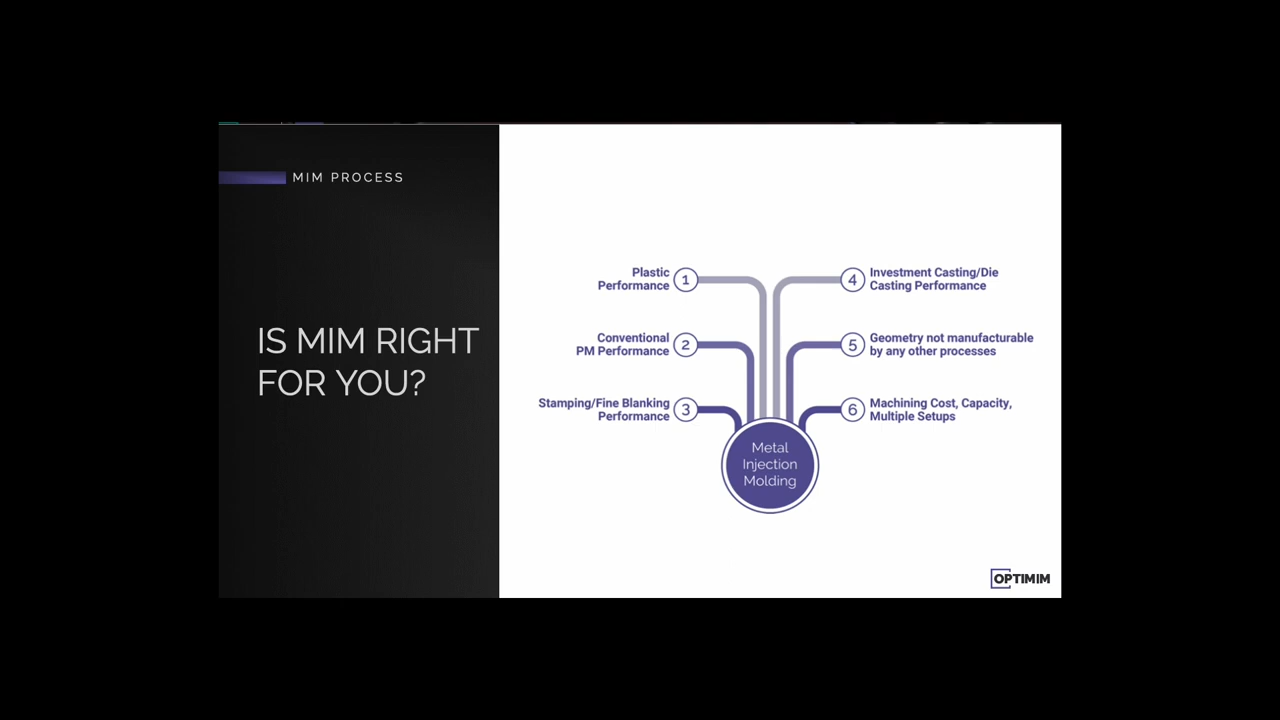 MIM PROCESS
IS MIM RIGHT
FOR YOU?
Plastic
Performance
1
Conventional
PM Performance
2
Stamping/Fine Blanking
Performance
3
4
Investment Casting/Die
Casting Performance
5
Geometry not manufacturable
by any other processes
6
Machining Cost, Capacity,
Multiple Setups
Metal
Injection
Molding
OPTIMIM